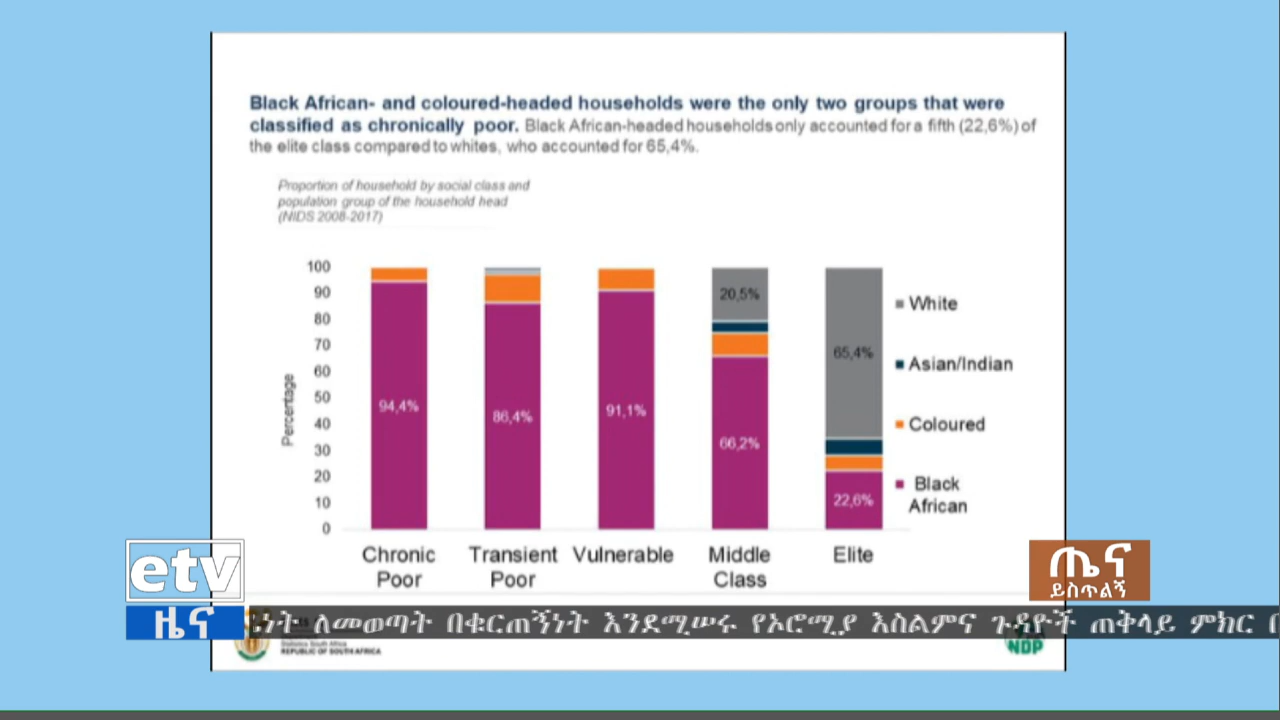 Black African- and coloured-headed households were the only two groups that were
classified as chronically poor. Black African-headed households only accounted for a fifth (22,6%) of
the elite class compared to whites, who accounted for 65,4%.
Proportion of household by social class and
population group of the household head
(NIDS 2008-2017)
Percentage
100
90
80
70
60
50
40
30
20
10
0
94,4%
86,4%
91,1%
66,2%
20,5%
22,6%
65,4%
White
Asian/Indian
Coloured
Black
African
Chronic
Poor
Transient
Poor
Vulnerable
Middle
Class
Elite
etv
ዜና
ጤና
ይስጥልኝ
ለመወጣት በቁርጠኝነት እንደሚሠሩ የኦሮሚያ እስልምና ጉዳዮች ጠቅላይ ምክር
Statistics South Africa
REPUBLIC OF SOUTH AFRICA
NDP